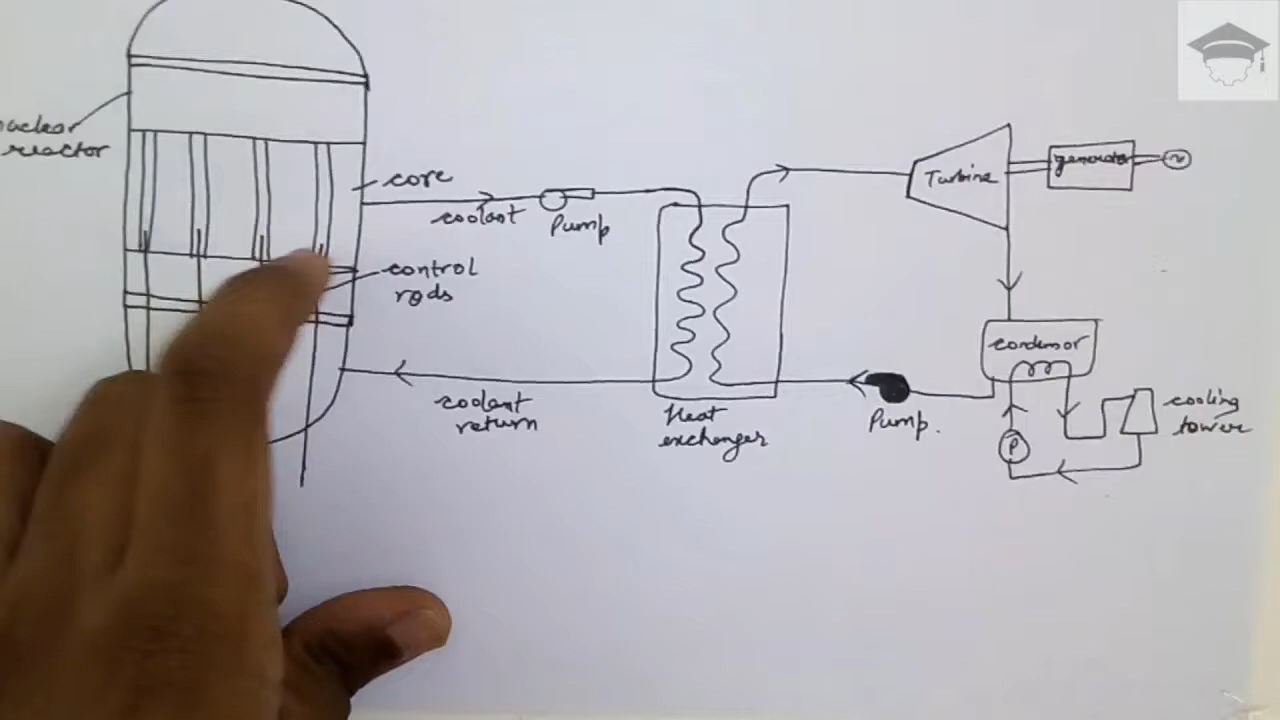 nuclear
reactor
core
coolant
Pump
control
rods
coolant
return
Heat
exchanger
Turbine
generator
condensor
Pump.
P
cooling
tower